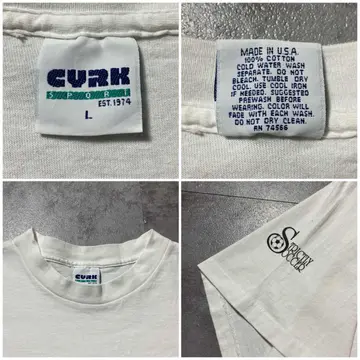 CURK
SPORT
EST. 1974
L
MADE IN U.S.A.
100% COTTON
COLD WATER WASH
SEPARATE. DO NOT
BLEACH. TUMBLE DRY
COOL. USE COOL IRON
IF NEEDED. SUGGESTED
PREWASH BEFORE
WEARING. COLOR WILL
FADE WITH EACH WASH.
DO NOT DRY CLEAN.
RN 74566
CURK
STRICTLY
SOCCER